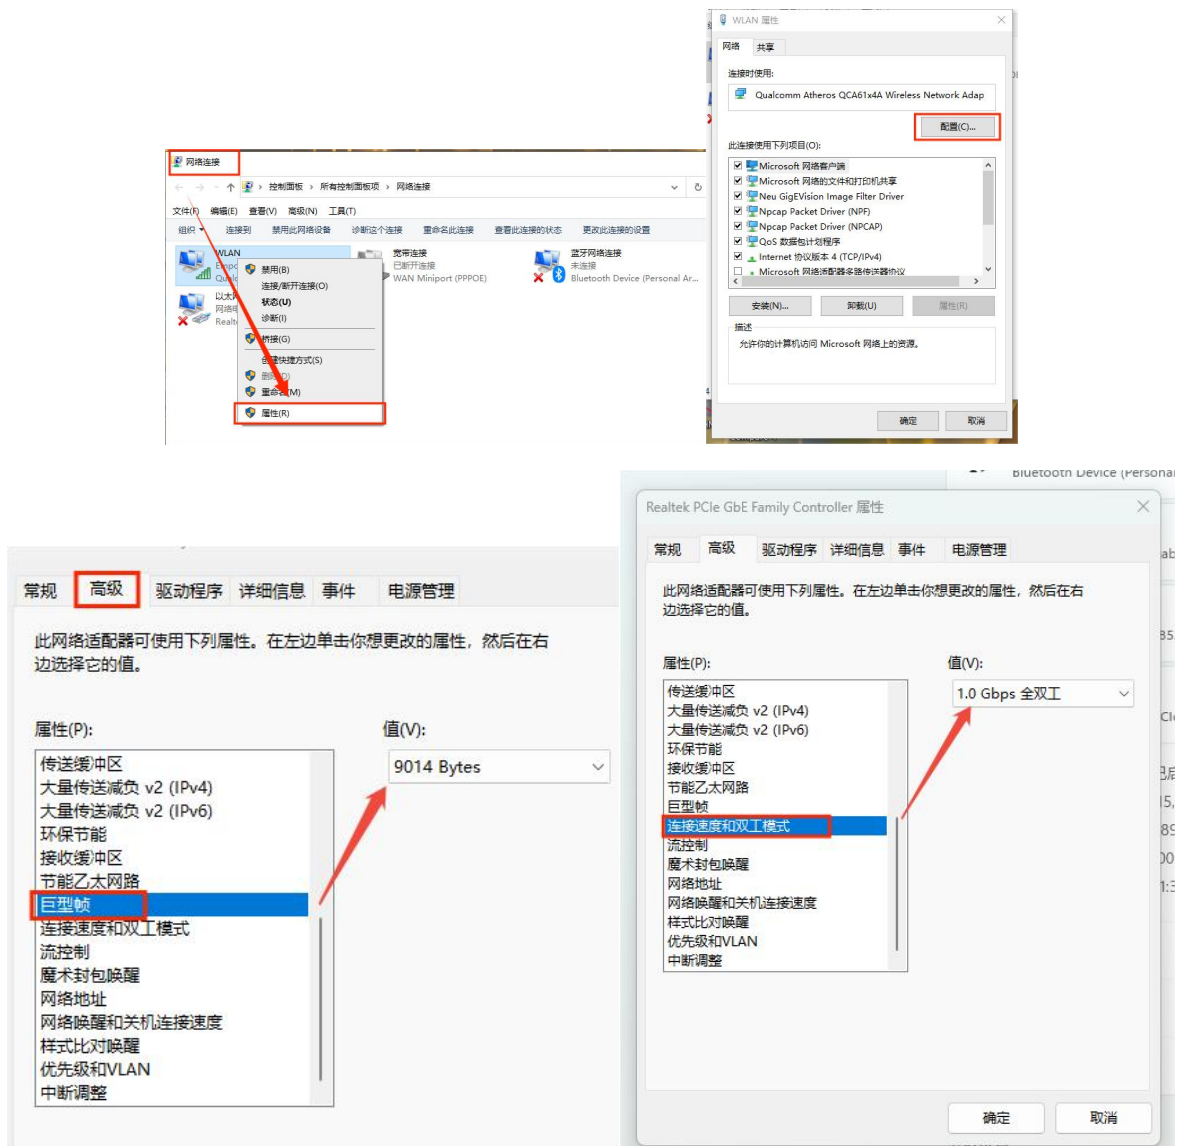 网络连接
控制面板 › 所有控制面板项 › 网络连接
文件(F) 编辑(E) 查看(V) 高级(N) 工具(T)
组织 连接到 禁用此网络设备 诊断这个连接 重命名此连接 查看此连接的状态 更改此连接的设置
WLAN
宽带连接
已断开连接
WAN Miniport (PPPOE)
蓝牙网络连接
未连接
Bluetooth Device (Personal Ar...
禁用(B)
连接/断开连接(O)
状态(U)
诊断(I)
桥接(G)
创建快捷方式(S)
删除(D)
重命名(M)
属性(R)
WLAN 属性
网络 共享
连接时使用:
Qualcomm Atheros QCA61x4A Wireless Network Adap
配置(C)...
此连接使用下列项目(O):
Microsoft 网络客户端
Microsoft 网络的文件和打印机共享
Neu GigEVision Image Filter Driver
Npcap Packet Driver (NPF)
Npcap Packet Driver (NPCAP)
QoS 数据包计划程序
Internet 协议版本 4 (TCP/IPv4)
Microsoft 网络适配器多路传送器协议
安装(N)... 卸载(U) 属性(R)
描述
允许你的计算机访问 Microsoft 网络上的资源。
确定 取消
常规 高级 驱动程序 详细信息 事件 电源管理
此网络适配器可使用下列属性。在左边单击你想更改的属性，然后在右
边选择它的值。
属性(P): 值(V):
9014 Bytes
传送缓冲区
大量传送减负 v2 (IPv4)
大量传送减负 v2 (IPv6)
环保节能
接收缓冲区
节能乙太网路
巨型帧
连接速度和双工模式
流控制
魔术封包唤醒
网络地址
网络唤醒和关机连接速度
样式比对唤醒
优先级和VLAN
中断调整
Bluetooth Device (Personal
Realtek PCIe GbE Family Controller 属性
常规 高级 驱动程序 详细信息 事件 电源管理
此网络适配器可使用下列属性。在左边单击你想更改的属性，然后在右
边选择它的值。
属性(P): 值(V):
1.0 Gbps 全双工
传送缓冲区
大量传送减负 v2 (IPv4)
大量传送减负 v2 (IPv6)
环保节能
接收缓冲区
节能乙太网路
巨型帧
连接速度和双工模式
流控制
魔术封包唤醒
网络地址
网络唤醒和关机连接速度
样式比对唤醒
优先级和VLAN
中断调整
确定 取消